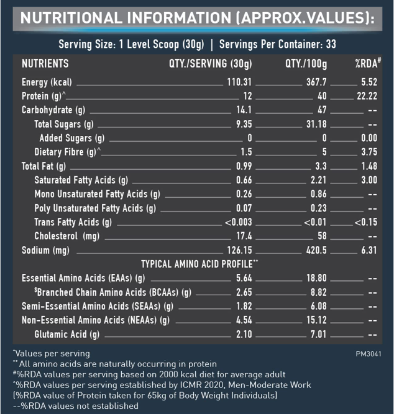 NUTRITIONAL INFORMATION (APPROX.VALUES):
Serving Size: 1 Level Scoop (30g) | Servings Per Container: 33
NUTRIENTS QTY./SERVING (30g) QTY./100g %RDA#
Energy (kcal) 110.31 367.7 5.52
Protein (g)^ 12 40 22.22
Carbohydrate (g) 14.1 47 --
Total Sugars (g) 9.35 31.18 --
Added Sugars (g) 0 0 0.00
Dietary Fibre (g)^ 1.5 5 3.75
Total Fat (g) 0.99 3.3 1.48
Saturated Fatty Acids (g) 0.66 2.21 3.00
Mono Unsaturated Fatty Acids (g) 0.26 0.86 --
Poly Unsaturated Fatty Acids (g) 0.07 0.23 --
Trans Fatty Acids (g) <0.003 <0.01 <0.15
Cholesterol (mg) 17.4 58 --
Sodium (mg) 126.15 420.5 6.31
TYPICAL AMINO ACID PROFILE**
Essential Amino Acids (EAAs) (g) 5.64 18.80 --
$Branched Chain Amino Acids (BCAAs) (g) 2.65 8.82 --
Semi-Essential Amino Acids (SEAAs) (g) 1.82 6.08 --
Non-Essential Amino Acids (NEAAs) (g) 4.54 15.12 --
Glutamic Acid (g) 2.10 7.01 --
*Values per serving PM3041
**All amino acids are naturally occurring in protein
#%RDA values per serving based on 2000 kcal diet for average adult
^%RDA values per serving established by ICMR 2020, Men-Moderate Work
[%RDA value of Protein taken for 65kg of Body Weight Individuals]
--%RDA values not established